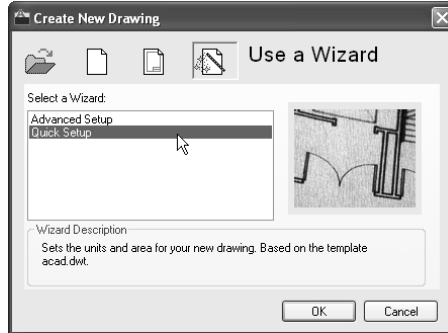 Create New Drawing
Use a Wizard
Select a Wizard:
Advanced Setup
Quick Setup
Wizard Description
Sets the units and area for your new drawing. Based on the template
acad.dwt.
OK
Cancel